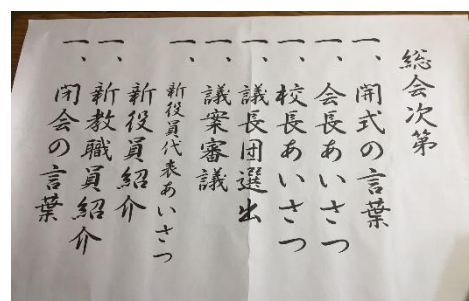 総会次第
一、開式の言葉
一、会長あいさつ
一、校長あいさつ
一、議長団選出
一、議案審議
一、新役員代表あいさつ
新役員紹介
一、新教職員紹介
一、閉会の言葉